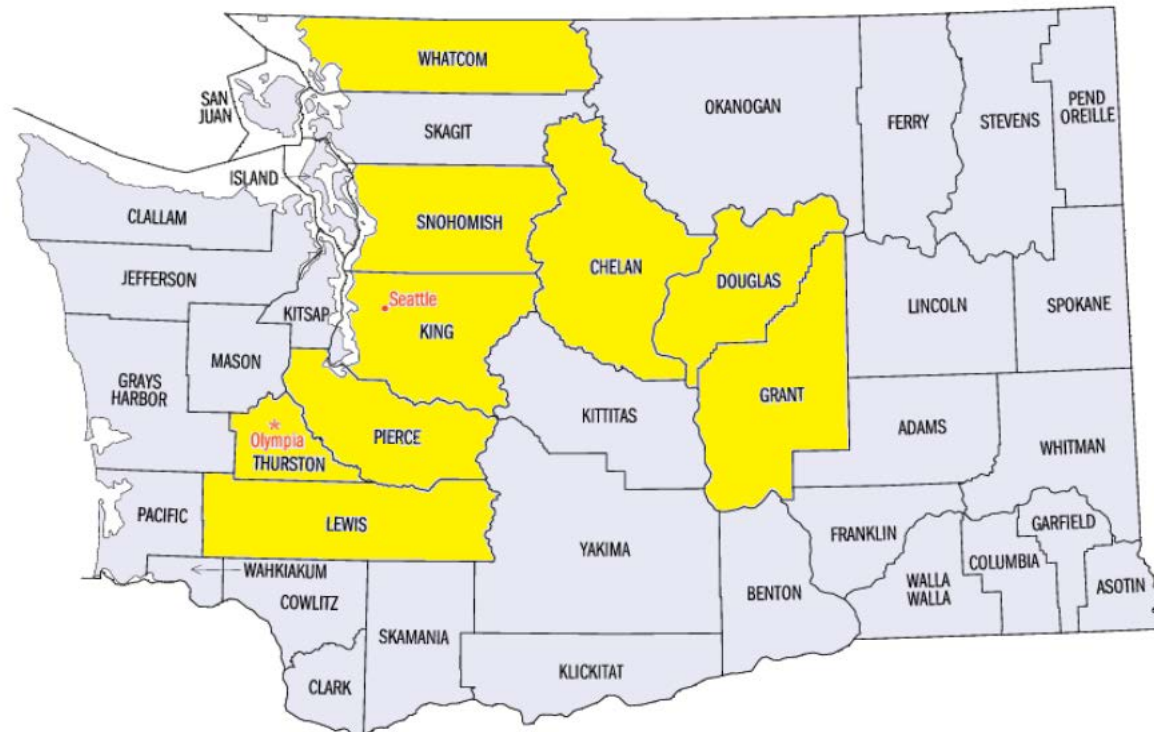 WHATCOM
SAN
JUAN
SKAGIT
OKANOGAN
FERRY
STEVENS
PEND
OREILLE
ISLAND
CLALLAM
SNOHOMISH
CHELAN
DOUGLAS
JEFFERSON
Seattle
KITSAP
KING
LINCOLN
SPOKANE
MASON
GRAYS
HARBOR
GRANT
KITTITAS
ADAMS
WHITMAN
Olympia
THURSTON
PIERCE
PACIFIC
LEWIS
YAKIMA
FRANKLIN
GARFIELD
WAHKIAKUM
COWLITZ
BENTON
WALLA
WALLA
COLUMBIA
ASOTIN
SKAMANIA
KLICKITAT
CLARK